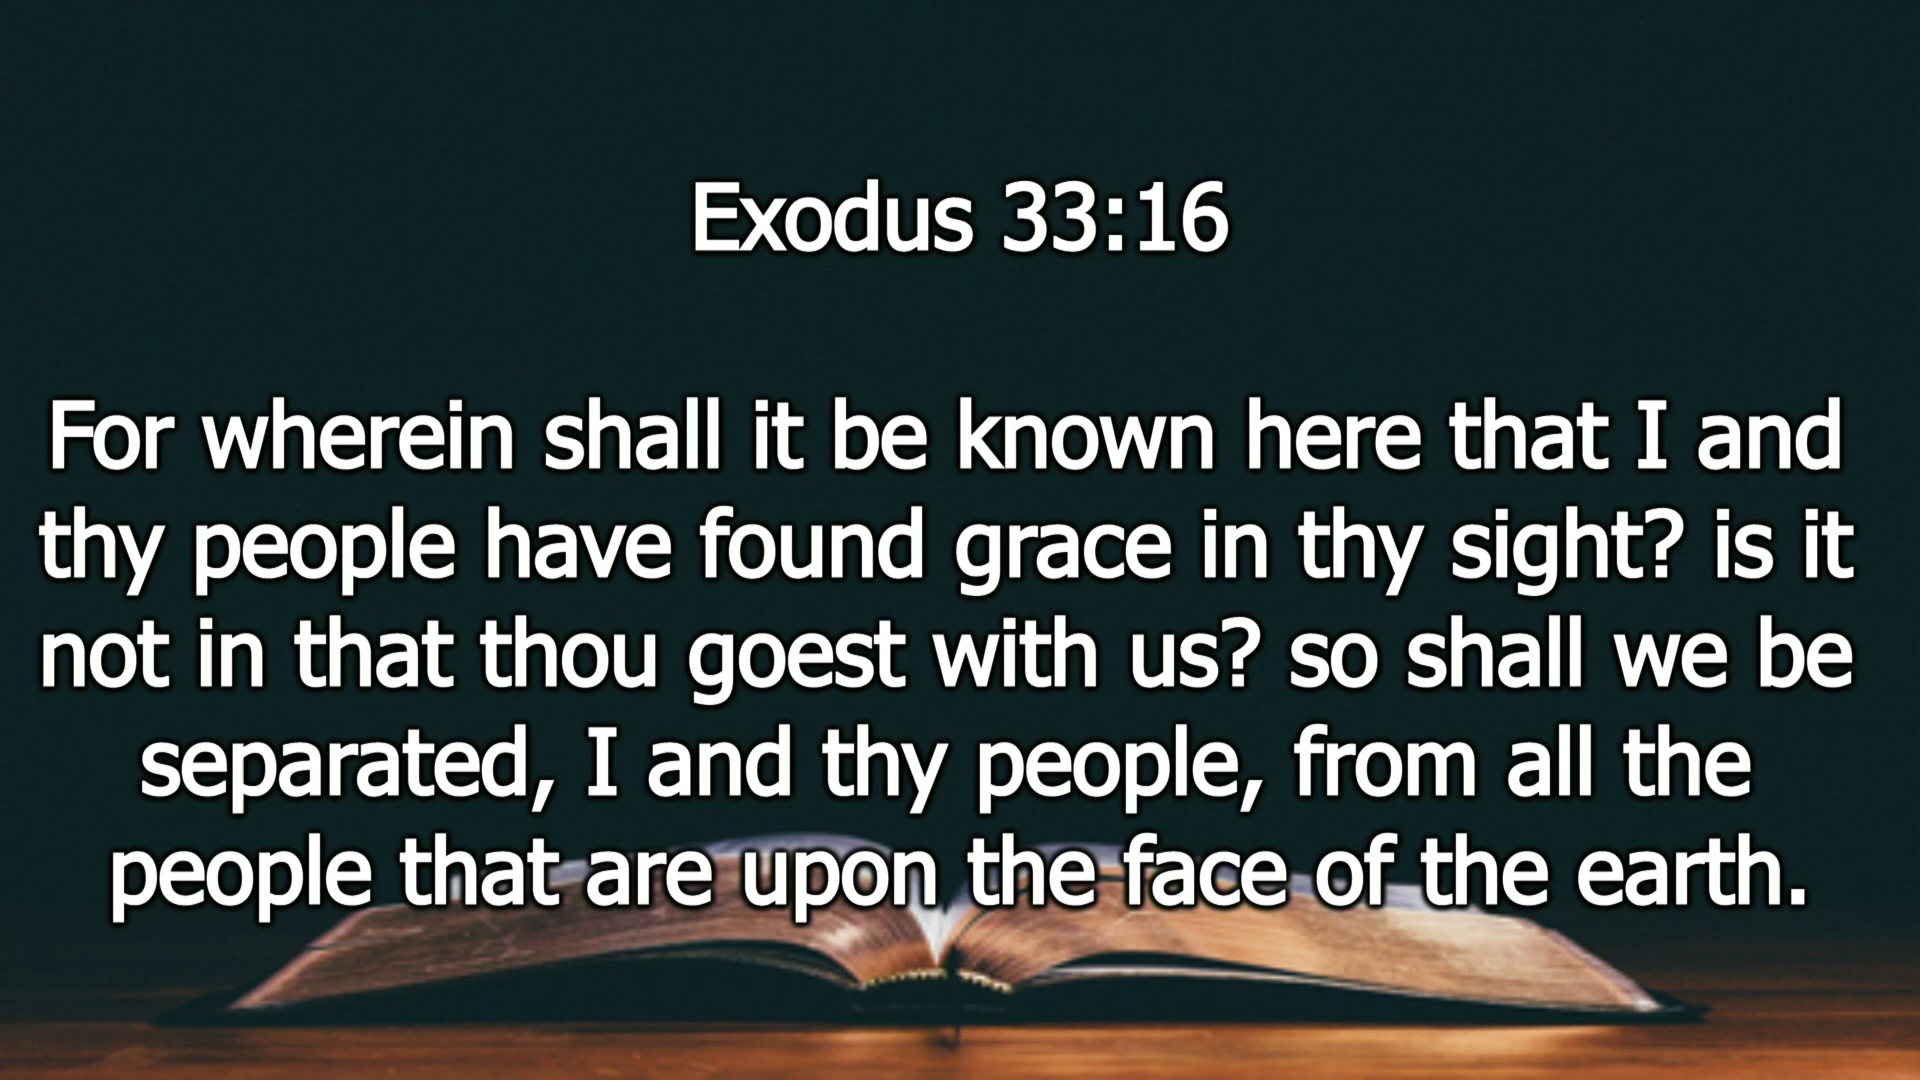 Exodus 33:16
For wherein shall it be known here that I and
thy people have found grace in thy sight? is it
not in that thou goest with us? so shall we be
separated, I and thy people, from all the
people that are upon the face of the earth.